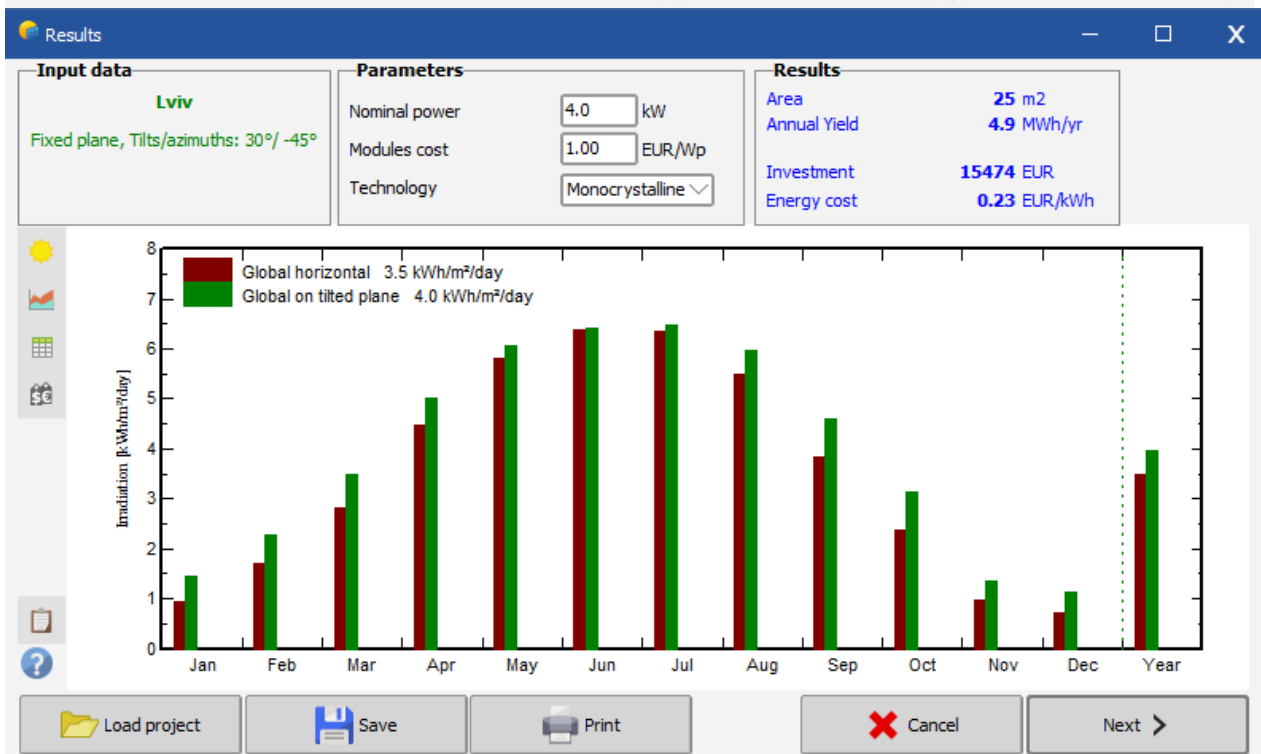 Results
Input data
Lviv
Fixed plane, Tilts/azimuths: 30°/ -45°
Parameters
Nominal power 4.0 kW
Modules cost 1.00 EUR/Wp
Technology Monocrystalline
Results
Area 25 m2
Annual Yield 4.9 MWh/yr
Investment 15474 EUR
Energy cost 0.23 EUR/kWh
Global horizontal 3.5 kWh/m²/day
Global on tilted plane 4.0 kWh/m²/day
Irradiation [kWh/m²/day]
8
7
6
5
4
3
2
1
0
Jan Feb Mar Apr May Jun Jul Aug Sep Oct Nov Dec Year
Load project Save Print Cancel Next